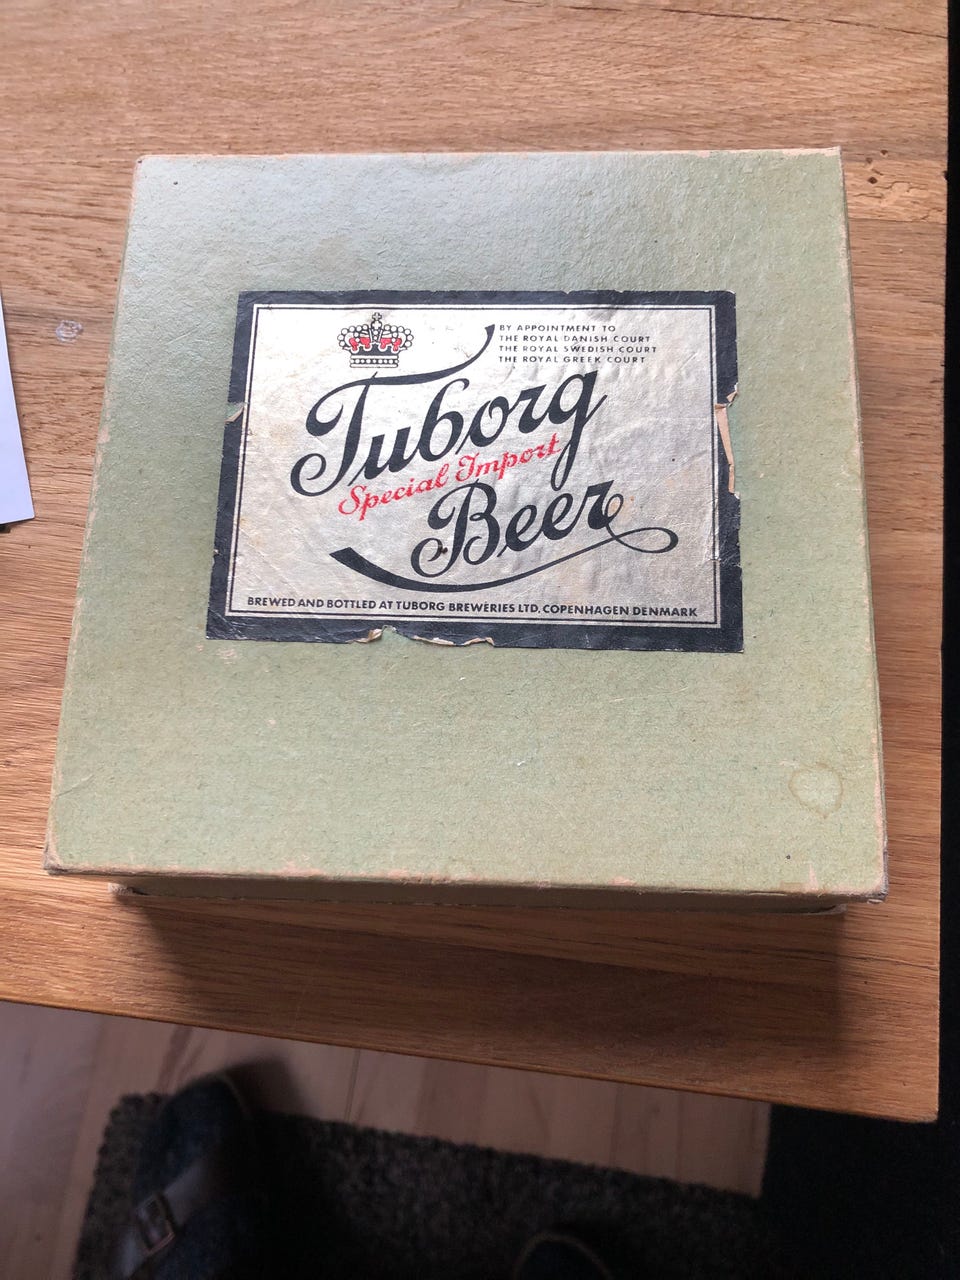 BY APPOINTMENT TO
THE ROYAL DANISH COURT
THE ROYAL SWEDISH COURT
THE ROYAL GREEK COURT
Tuborg
Special Import
Beer
BREWED AND BOTTLED AT TUBORG BREWERIES LTD, COPENHAGEN DENMARK